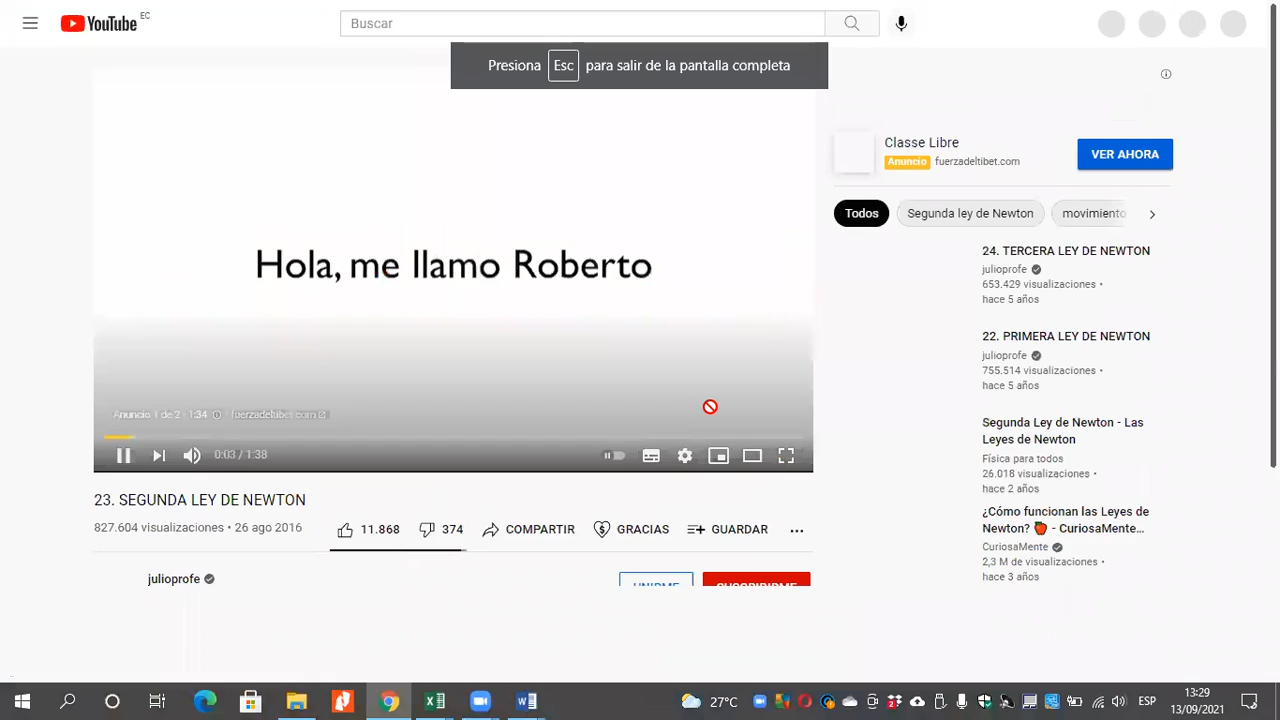 YouTube EC
Buscar
Presiona Esc para salir de la pantalla completa
Hola, me llamo Roberto
Anuncio 1 de 2 · 1:34 fuerzadeltibet.com
0:03 / 1:38
23. SEGUNDA LEY DE NEWTON
827.604 visualizaciones • 26 ago 2016
11.868
374
COMPARTIR
GRACIAS
GUARDAR
julioprofe
UNIRME
SUSCRIBIRME
Classe Libre
Anuncio fuerzadeltibet.com
VER AHORA
Todos
Segunda ley de Newton
movimiento
24. TERCERA LEY DE NEWTON
julioprofe
653.429 visualizaciones •
hace 5 años
22. PRIMERA LEY DE NEWTON
julioprofe
755.514 visualizaciones •
hace 5 años
Segunda Ley de Newton - Las
Leyes de Newton
Física para todos
26.018 visualizaciones •
hace 2 años
¿Cómo funcionan las Leyes de
Newton? 🍎 - CuriosaMente…
CuriosaMente
2,3 M de visualizaciones •
hace 3 años
27°C
ESP
13:29
13/09/2021